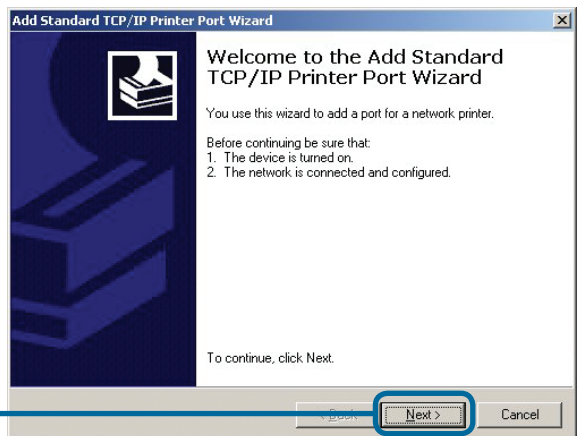 Add Standard TCP/IP Printer Port Wizard
Welcome to the Add Standard
TCP/IP Printer Port Wizard
You use this wizard to add a port for a network printer.
Before continuing be sure that:
1. The device is turned on.
2. The network is connected and configured.
To continue, click Next.
< Back
Next >
Cancel